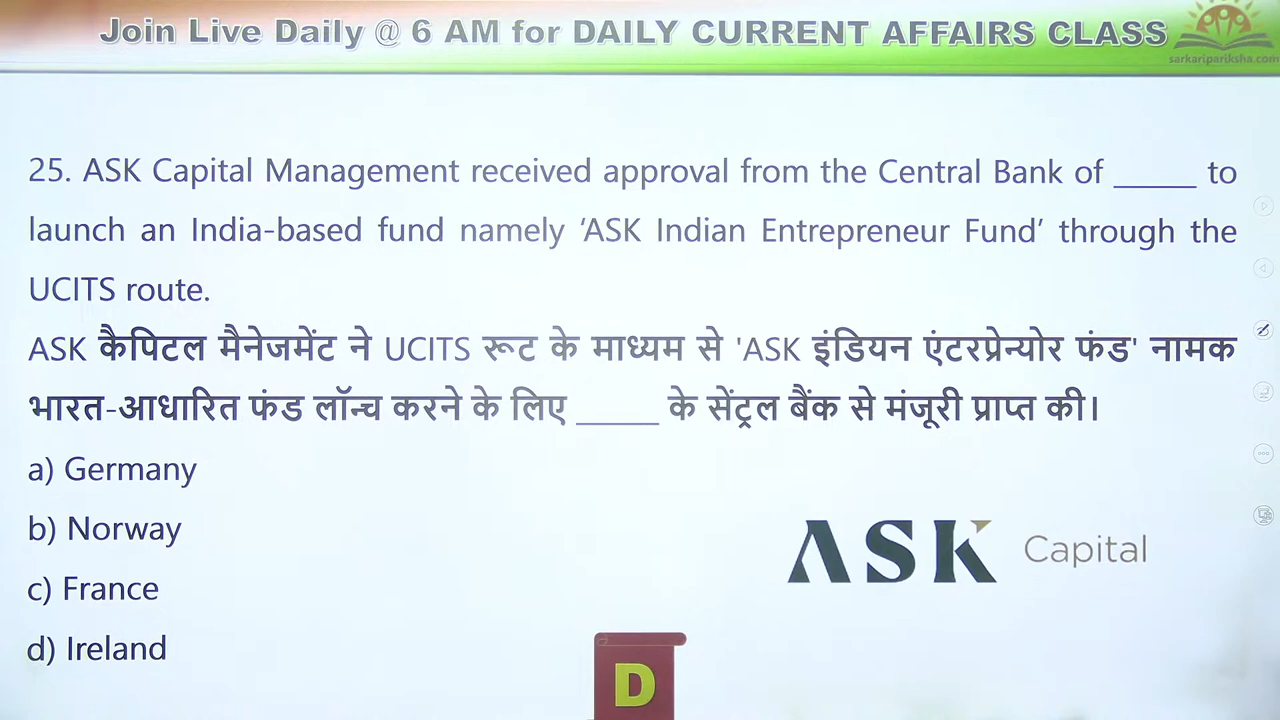 Join Live Daily @ 6 AM for DAILY CURRENT AFFAIRS CLASS
sarkaripariksha.com
25. ASK Capital Management received approval from the Central Bank of _____ to
launch an India-based fund namely ‘ASK Indian Entrepreneur Fund’ through the
UCITS route.
ASK कैपिटल मैनेजमेंट ने UCITS रूट के माध्यम से 'ASK इंडियन एंटरप्रेन्योर फंड' नामक
भारत-आधारित फंड लॉन्च करने के लिए _____ के सेंट्रल बैंक से मंजूरी प्राप्त की।
a) Germany
b) Norway
c) France
d) Ireland
ASK Capital
D